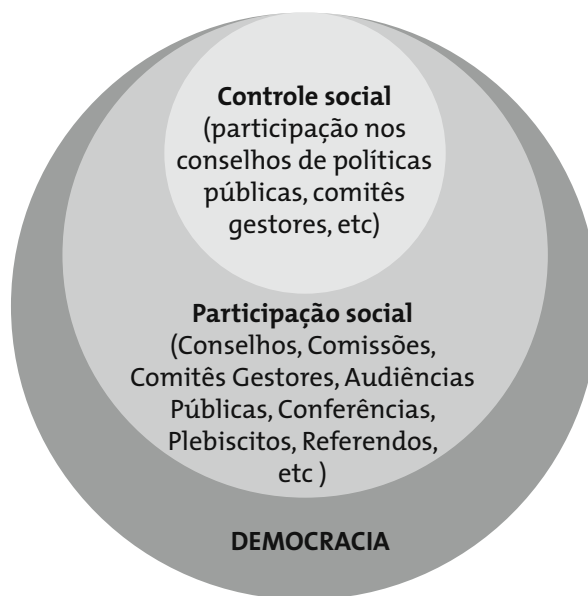 Controle social
(participação nos
conselhos de políticas
públicas, comitês
gestores, etc)
Participação social
(Conselhos, Comissões,
Comitês Gestores, Audiências
Públicas, Conferências,
Plebiscitos, Referendos,
etc )
DEMOCRACIA